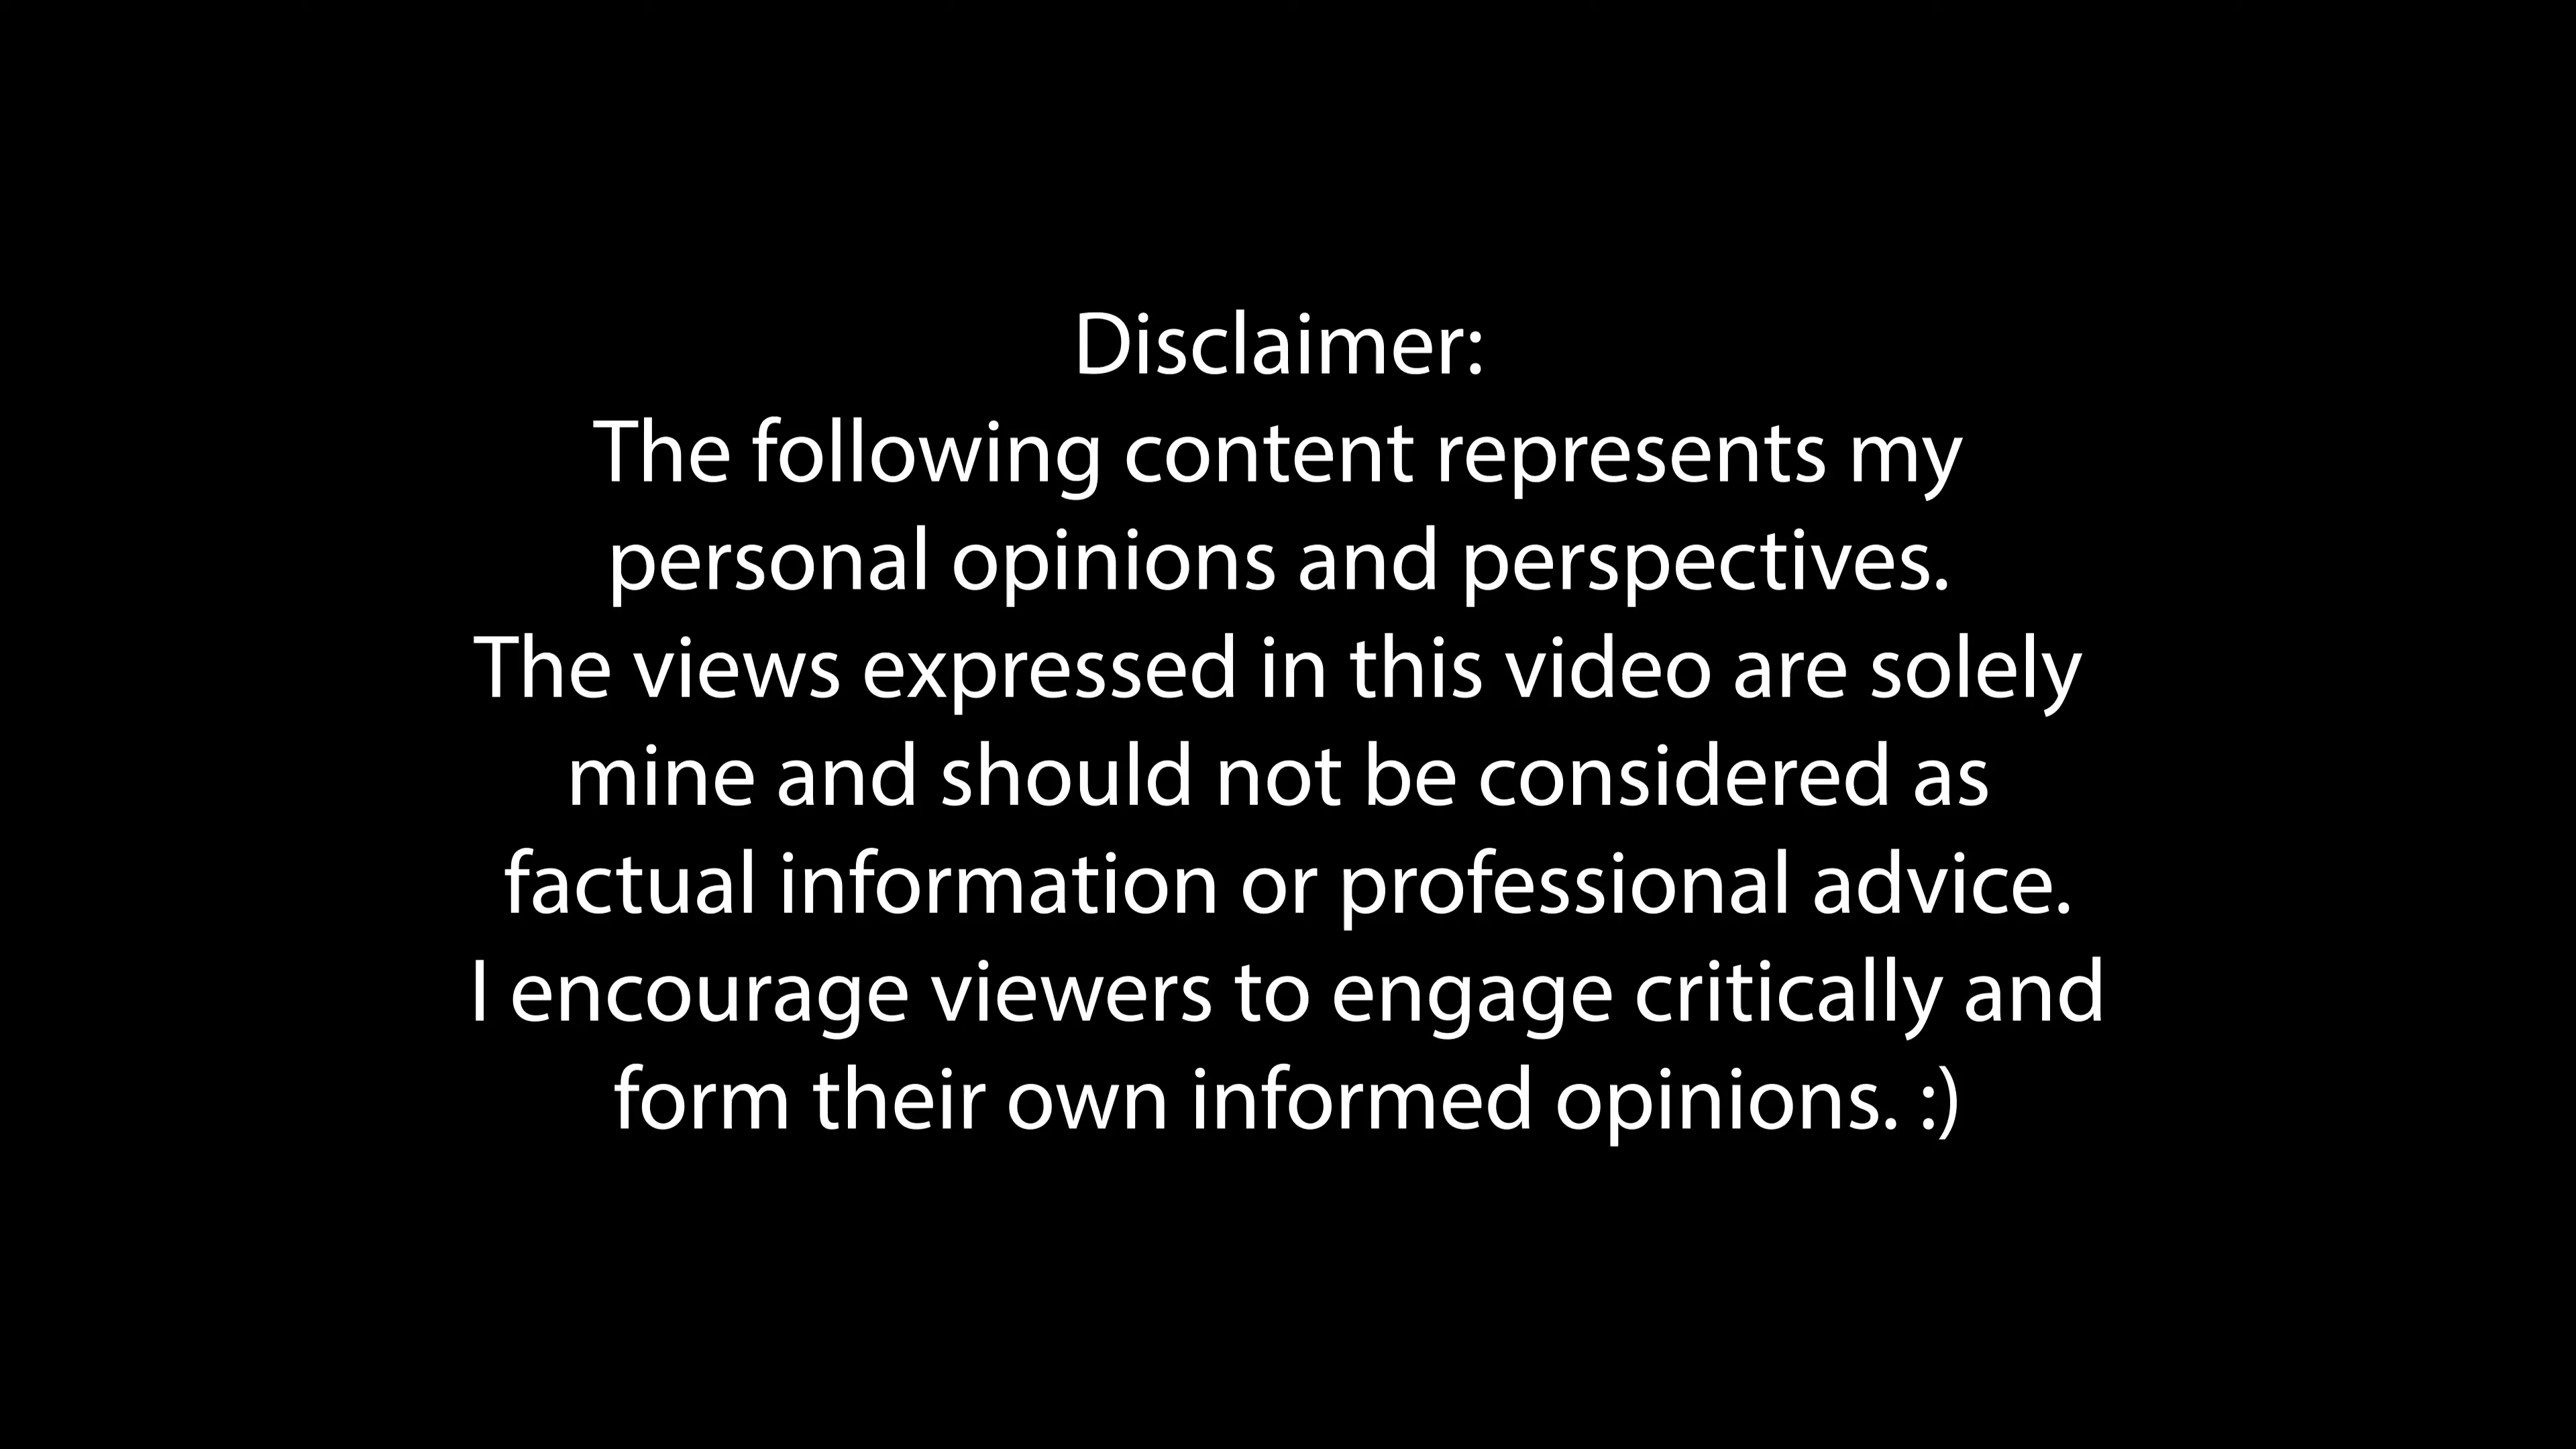 Disclaimer:
The following content represents my
personal opinions and perspectives.
The views expressed in this video are solely
mine and should not be considered as
factual information or professional advice.
I encourage viewers to engage critically and
form their own informed opinions. :)